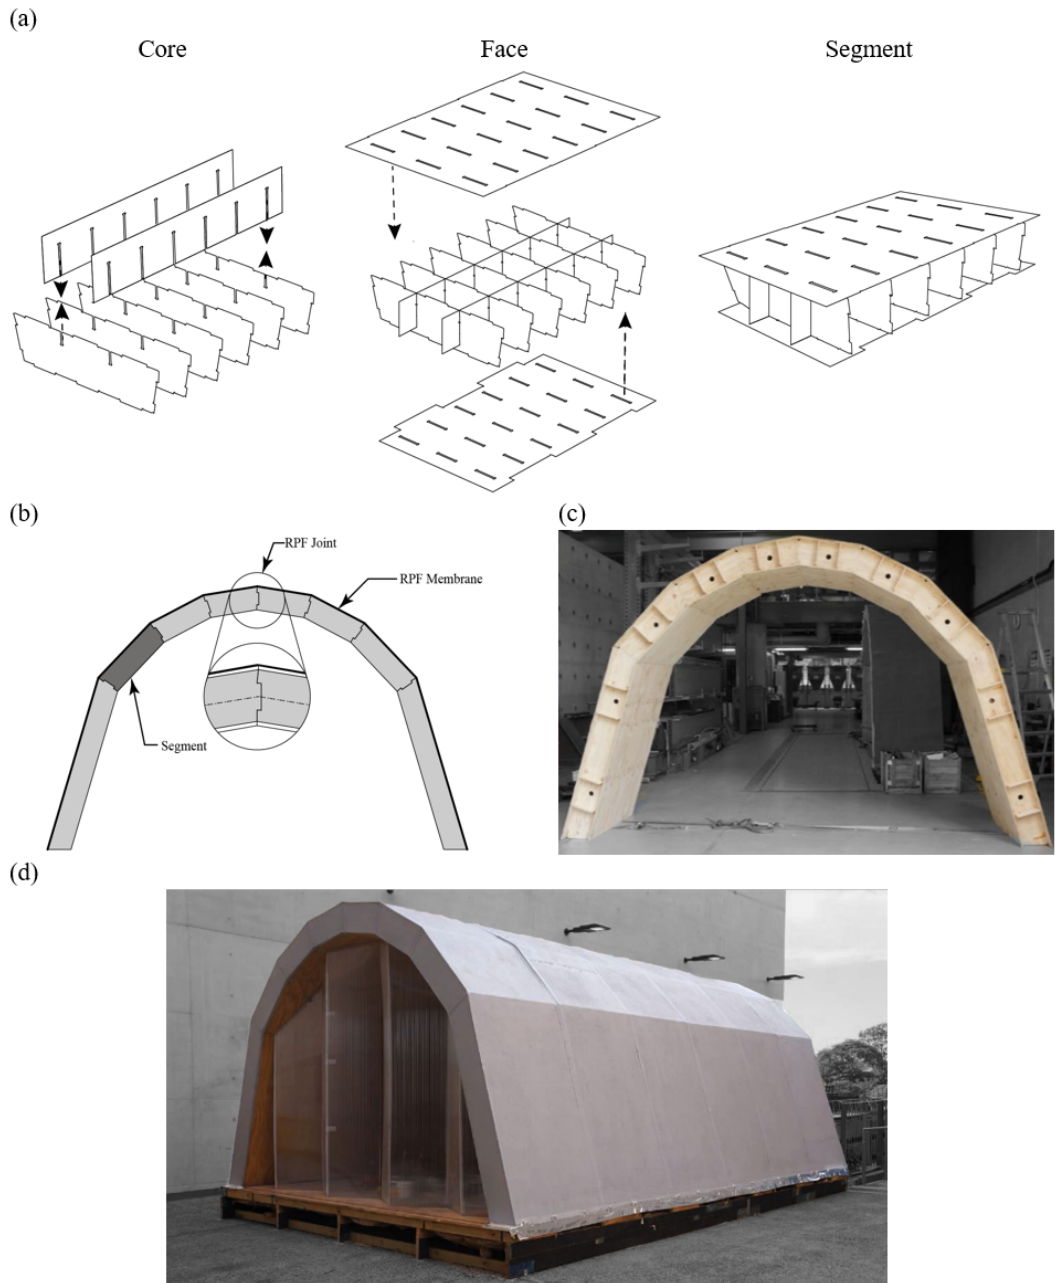 (a)
Core Face Segment
(b)
RPF Joint
RPF Membrane
Segment
(c)
(d)